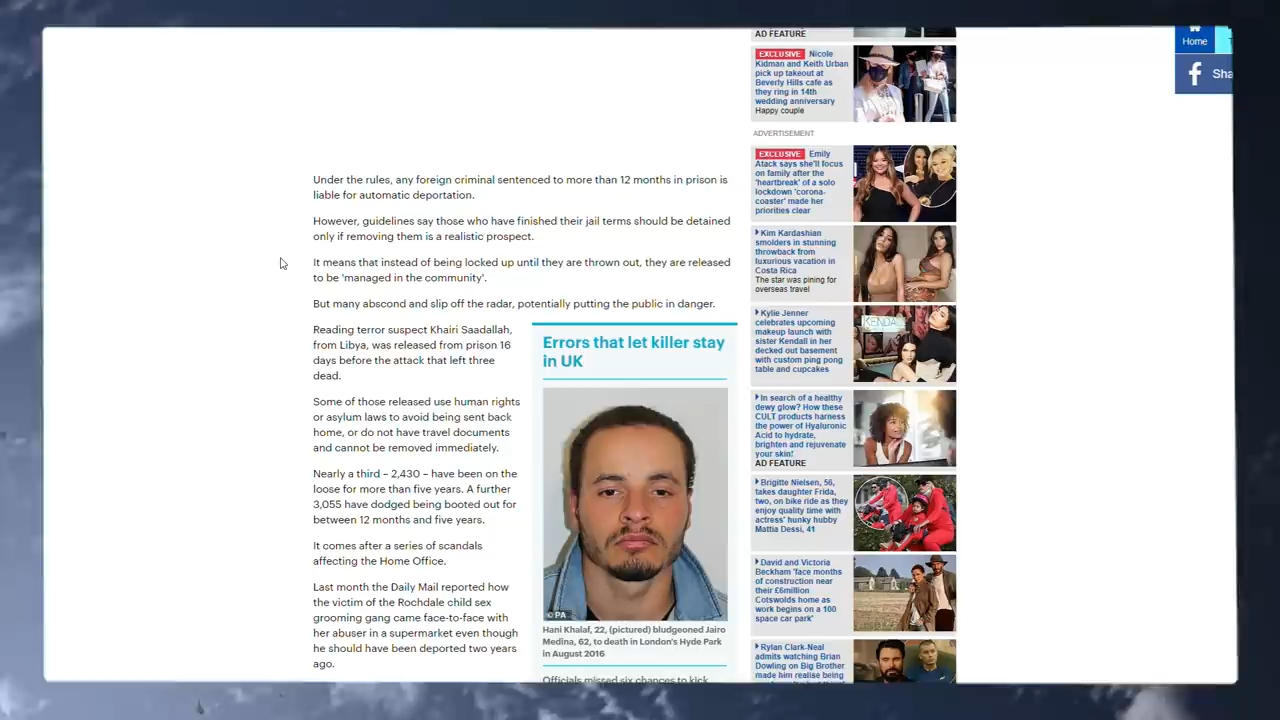 Under the rules, any foreign criminal sentenced to more than 12 months in prison is
liable for automatic deportation.
However, guidelines say those who have finished their jail terms should be detained
only if removing them is a realistic prospect.
It means that instead of being locked up until they are thrown out, they are released
to be 'managed in the community'.
But many abscond and slip off the radar, potentially putting the public in danger.
Reading terror suspect Khairi Saadallah,
from Libya, was released from prison 16
days before the attack that left three
dead.
Some of those released use human rights
or asylum laws to avoid being sent back
home, or do not have travel documents
and cannot be removed immediately.
Nearly a third – 2,430 – have been on the
loose for more than five years. A further
3,055 have dodged being booted out for
between 12 months and five years.
It comes after a series of scandals
affecting the Home Office.
Last month the Daily Mail reported how
the victim of the Rochdale child sex
grooming gang came face-to-face with
her abuser in a supermarket even though
he should have been deported two years
ago.
Errors that let killer stay
in UK
© PA
Hani Khalaf, 22, (pictured) bludgeoned Jairo
Medina, 62, to death in London's Hyde Park
in August 2016
Officials missed six chances to kick
AD FEATURE
EXCLUSIVE Nicole
Kidman and Keith Urban
pick up takeout at
Beverly Hills cafe as
they ring in 14th
wedding anniversary
Happy couple
ADVERTISEMENT
EXCLUSIVE Emily
Atack says she'll focus
on family after the
'heartbreak' of a solo
lockdown 'corona-
coaster' made her
priorities clear
Kim Kardashian
smolders in stunning
throwback from
luxurious vacation in
Costa Rica
The star was pining for
overseas travel
Kylie Jenner
celebrates upcoming
makeup launch with
sister Kendall in her
decked out basement
with custom ping pong
table and cupcakes
In search of a healthy
dewy glow? How these
CULT products harness
the power of Hyaluronic
Acid to hydrate,
brighten and rejuvenate
your skin!
AD FEATURE
Brigitte Nielsen, 56,
takes daughter Frida,
two, on bike ride as they
enjoy quality time with
actress' hunky hubby
Mattia Dessi, 41
David and Victoria
Beckham 'face months
of construction near
their £6million
Cotswolds home as
work begins on a 100
space car park'
Rylan Clark-Neal
admits watching Brian
Dowling on Big Brother
made him realise being
Home
f Sha